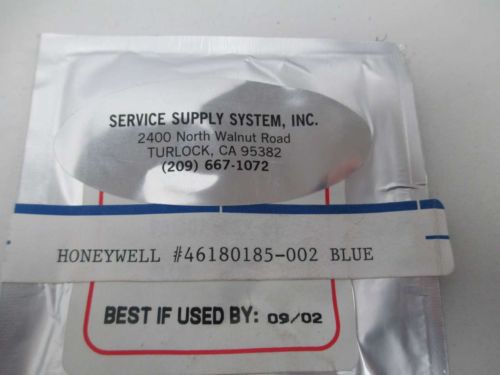 SERVICE SUPPLY SYSTEM, INC.
2400 North Walnut Road
TURLOCK, CA 95382
(209) 667-1072
HONEYWELL #46180185-002 BLUE
BEST IF USED BY: 09/02